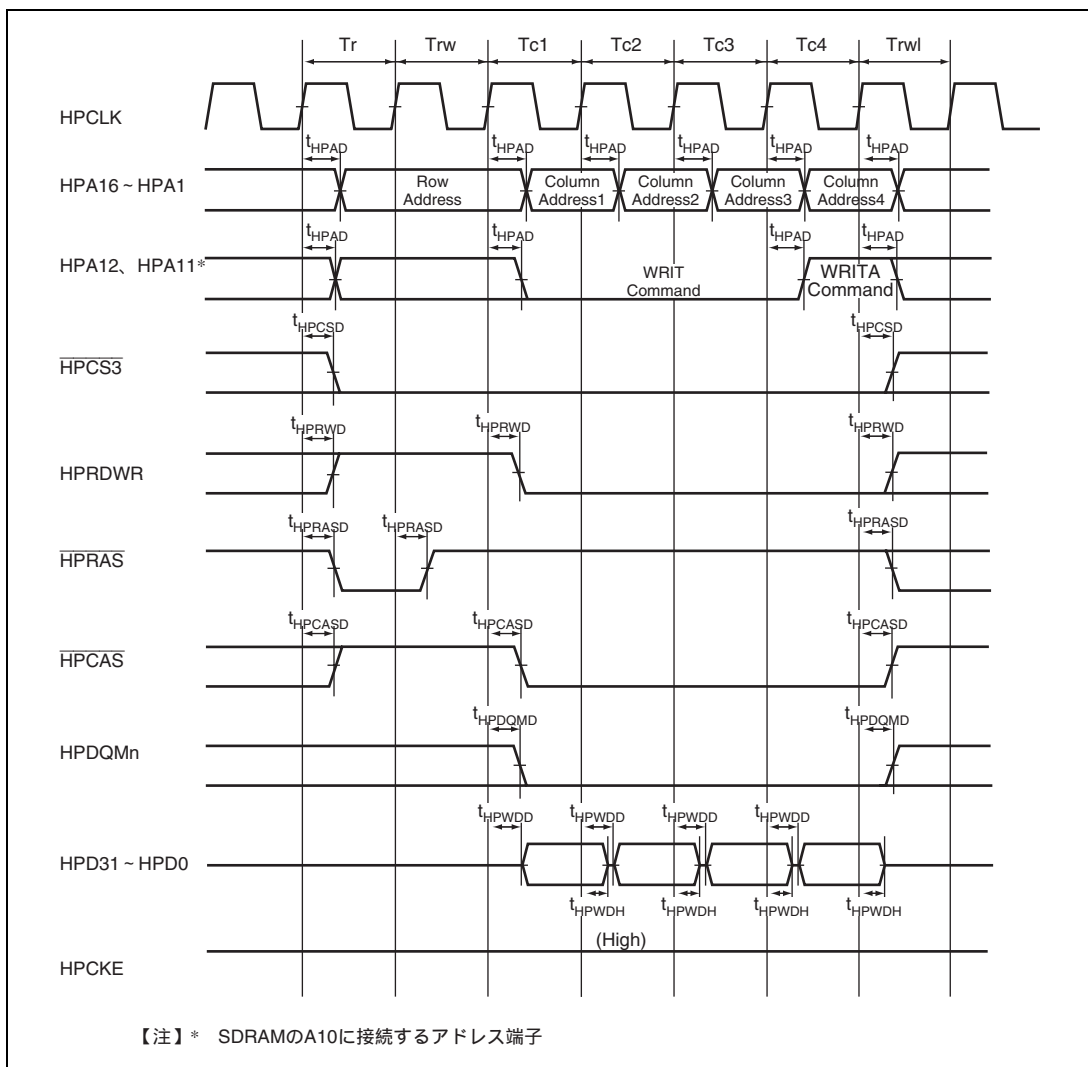 Tr Trw Tc1 Tc2 Tc3 Tc4 Trwl
HPCLK
tHPAD tHPAD tHPAD tHPAD tHPAD tHPAD
HPA16 ~ HPA1
Row Address
Column Address1
Column Address2
Column Address3
Column Address4
tHPAD tHPAD tHPAD tHPAD
HPA12、HPA11*
WRIT Command
WRITA Command
tHPCSD tHPCSD
HPCS3
tHPRWD tHPRWD tHPRWD
HPRDWR
tHPRASD tHPRASD tHPRASD
HPRAS
tHPCASD tHPCASD tHPCASD
HPCAS
tHPDQMD tHPDQMD
HPDQMn
tHPWDD tHPWDD tHPWDD tHPWDD
HPD31 ~ HPD0
tHPWDH tHPWDH tHPWDH tHPWDH
(High)
HPCKE
【注】* SDRAMのA10に接続するアドレス端子